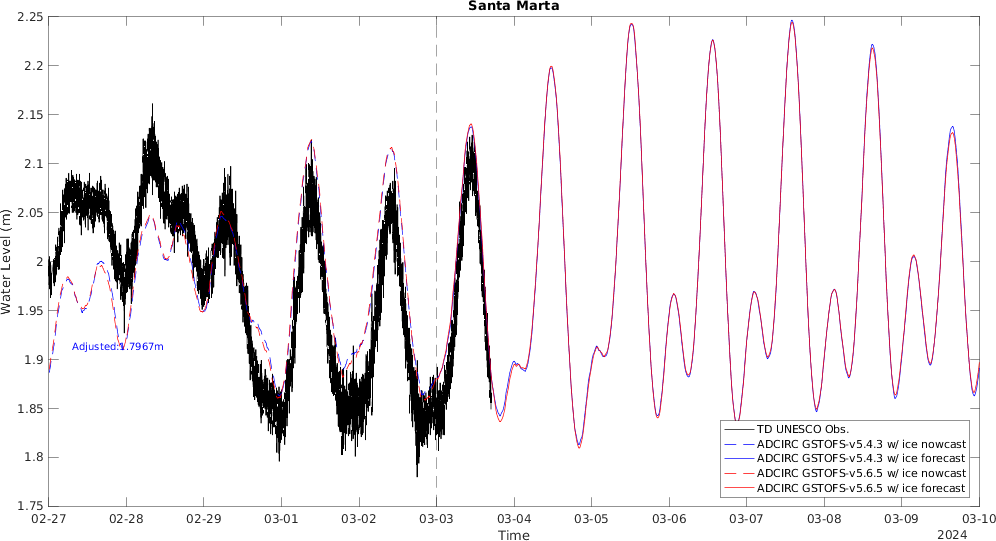 Santa Marta
Water Level (m)
2.25
2.2
2.15
2.1
2.05
2
1.95
1.9
1.85
1.8
1.75
Adjusted:1.7967m
TD UNESCO Obs.
ADCIRC GSTOFS-v5.4.3 w/ ice nowcast
ADCIRC GSTOFS-v5.4.3 w/ ice forecast
ADCIRC GSTOFS-v5.6.5 w/ ice nowcast
ADCIRC GSTOFS-v5.6.5 w/ ice forecast
02-27 02-28 02-29 03-01 03-02 03-03 03-04 03-05 03-06 03-07 03-08 03-09 03-10
Time
2024